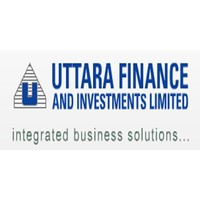 U
UTTARA FINANCE
AND INVESTMENTS LIMITED
integrated business solutions...